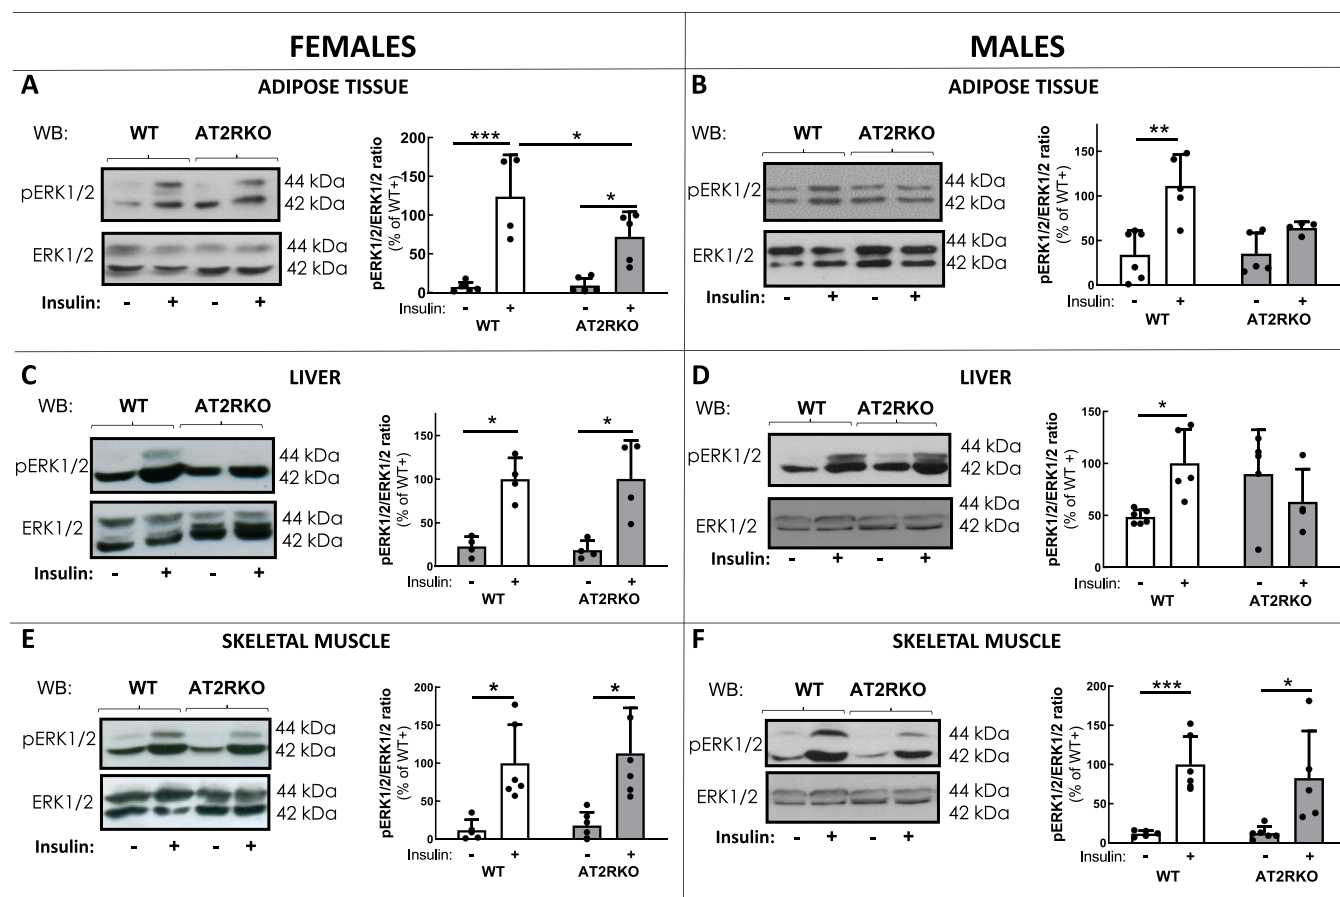 FEMALES
MALES
A
ADIPOSE TISSUE
WB:
WT
AT2RKO
pERK1/2
44 kDa
42 kDa
ERK1/2
44 kDa
42 kDa
Insulin:
-
+
-
+
pERK1/2/ERK1/2 ratio
(% of WT+)
200
150
100
50
0
***
*
*
Insulin:
-
+
-
+
WT
AT2RKO
B
ADIPOSE TISSUE
WB:
WT
AT2RKO
pERK1/2
44 kDa
42 kDa
ERK1/2
44 kDa
42 kDa
Insulin:
-
+
-
+
pERK1/2/ERK1/2 ratio
(% of WT+)
150
100
50
0
**
Insulin:
-
+
-
+
WT
AT2RKO
C
LIVER
WB:
WT
AT2RKO
pERK1/2
44 kDa
42 kDa
ERK1/2
44 kDa
42 kDa
Insulin:
-
+
-
+
pERK1/2/ERK1/2 ratio
(% of WT+)
150
100
50
0
*
*
Insulin:
-
+
-
+
WT
AT2RKO
D
LIVER
WB:
WT
AT2RKO
pERK1/2
44 kDa
42 kDa
ERK1/2
44 kDa
42 kDa
Insulin:
-
+
-
+
pERK1/2/ERK1/2 ratio
(% of WT +)
150
100
50
0
*
Insulin:
-
+
-
+
WT
AT2RKO
E
SKELETAL MUSCLE
WB:
WT
AT2RKO
pERK1/2
44 kDa
42 kDa
ERK1/2
44 kDa
42 kDa
Insulin:
-
+
-
+
pERK1/2/ERK1/2 ratio
(% of WT+)
200
150
100
50
0
*
*
Insulin:
-
+
-
+
WT
AT2RKO
F
SKELETAL MUSCLE
WB:
WT
AT2RKO
pERK1/2
44 kDa
42 kDa
ERK1/2
44 kDa
42 kDa
Insulin:
-
+
-
+
pERK1/2/ERK1/2 ratio
(% of WT+)
200
150
100
50
0
***
*
Insulin:
-
+
-
+
WT
AT2RKO